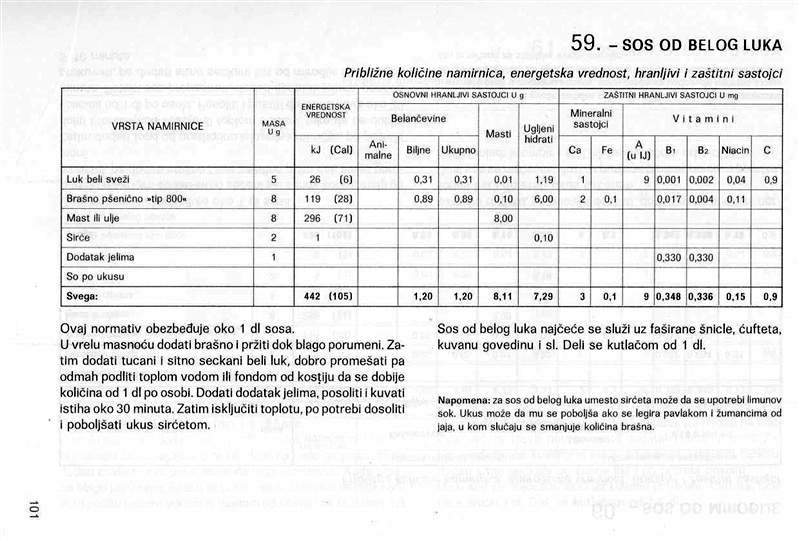 59. – SOS OD BELOG LUKA
Približne količine namirnica, energetska vrednost, hranljivi i zaštitni sastojci
VRSTA NAMIRNICE MASA U g ENERGETSKA VREDNOST OSNOVNI HRANLJIVI SASTOJCI U g ZAŠTITNI HRANLJIVI SASTOJCI U mg
Belančevine Masti Ugljeni hidrati Mineralni sastojci Vitamini
kJ (Cal) Ani-malne Biljne Ukupno Ca Fe A (u IJ) B1 B2 Niacin C
Luk beli sveži 5 26 (6) 0,31 0,31 0,01 1,19 1 9 0,001 0,002 0,04 0,9
Brašno pšenično »tip 800« 8 119 (28) 0,89 0,89 0,10 6,00 2 0,1 0,017 0,004 0,11
Mast ili ulje 8 296 (71) 8,00
Sirće 2 1 0,10
Dodatak jelima 1 0,330 0,330
So po ukusu
Svega: 442 (105) 1,20 1,20 8,11 7,29 3 0,1 9 0,348 0,336 0,15 0,9
Ovaj normativ obezbeđuje oko 1 dl sosa.
U vrelu masnoću dodati brašno i pržiti dok blago porumeni. Za-
tim dodati tucani i sitno seckani beli luk, dobro promešati pa
odmah podliti toplom vodom ili fondom od kostiju da se dobije
količina od 1 dl po osobi. Dodati dodatak jelima, posoliti i kuvati
istiha oko 30 minuta. Zatim isključiti toplotu, po potrebi dosoliti
i poboljšati ukus sirćetom.
Sos od belog luka najčeće se služi uz faširane šnicle, ćufteta,
kuvanu govedinu i sl. Deli se kutlačom od 1 dl.
Napomena: za sos od belog luka umesto sirćeta može da se upotrebi limunov
sok. Ukus može da mu se poboljša ako se legira pavlakom i žumancima od
jaja, u kom slučaju se smanjuje količina brašna.
101